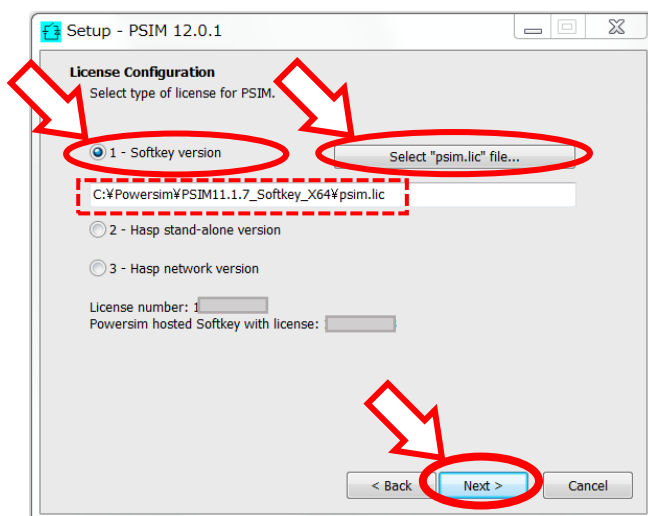 Setup - PSIM 12.0.1
License Configuration
Select type of license for PSIM.
1 - Softkey version
Select "psim.lic" file...
C:¥Powersim¥PSIM11.1.7_Softkey_X64¥psim.lic
2 - Hasp stand-alone version
3 - Hasp network version
License number: 1
Powersim hosted Softkey with license:
< Back
Next >
Cancel